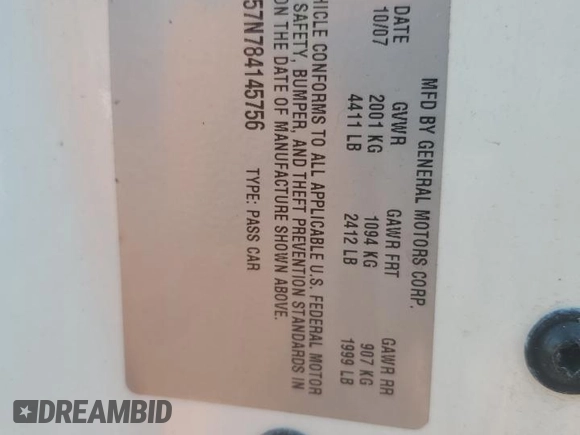 MFD BY GENERAL MOTORS CORP.
DATE GVWR GAWR FRT GAWR RR
10/07 2001 KG 1094 KG 907 KG
4411 LB 2412 LB 1999 LB
HICLE CONFORMS TO ALL APPLICABLE U.S. FEDERAL MOTOR
SAFETY, BUMPER, AND THEFT PREVENTION STANDARDS IN
ON THE DATE OF MANUFACTURE SHOWN ABOVE.
57N784145756 TYPE: PASS CAR
DREAMBID